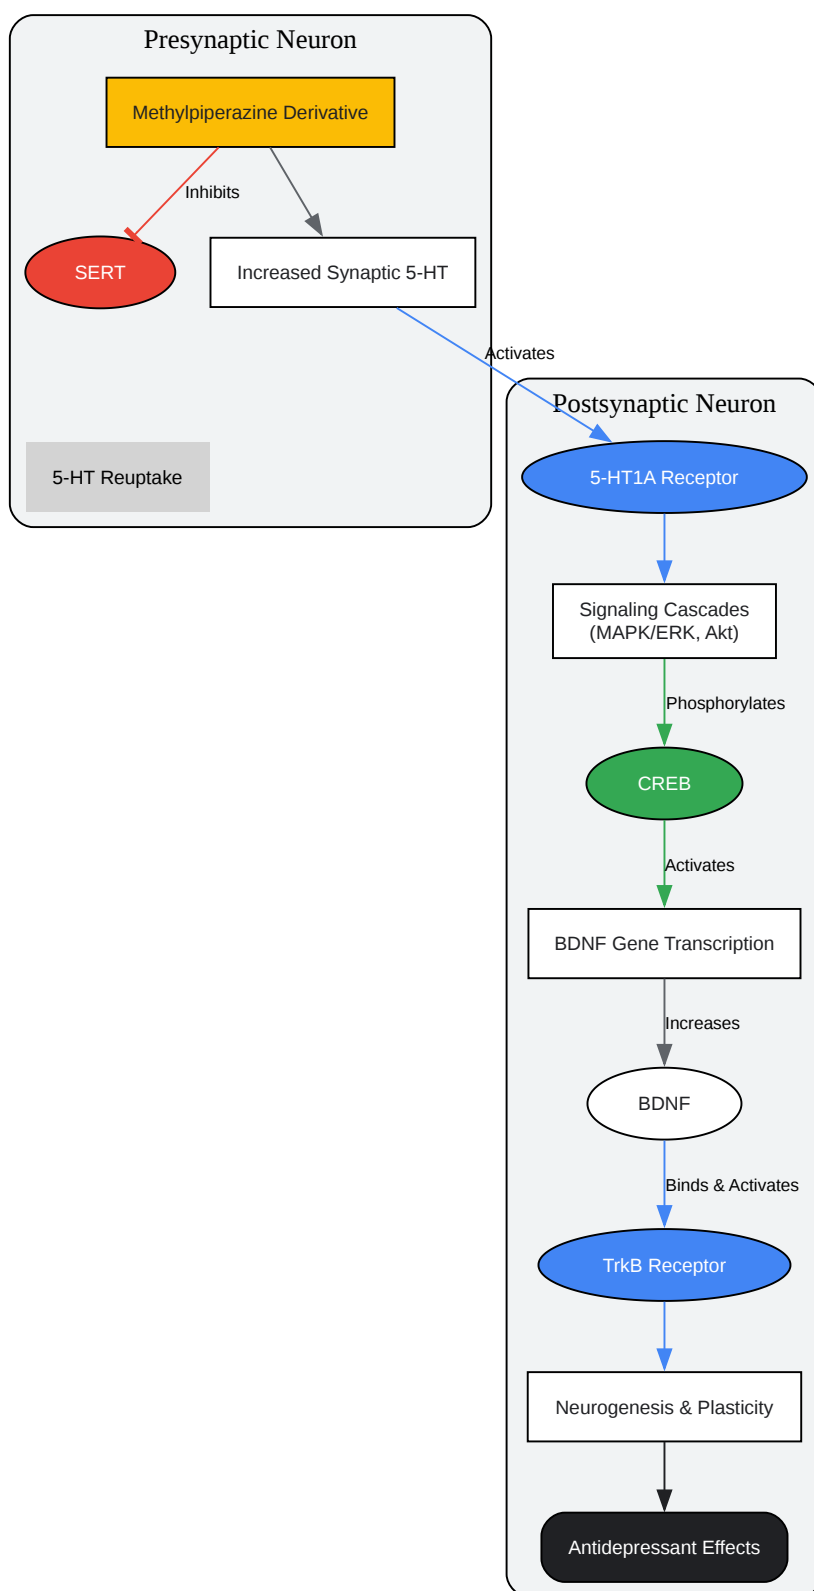 Presynaptic Neuron
Methylpiperazine Derivative
Inhibits
SERT
Increased Synaptic 5-HT
Activates
5-HT Reuptake
Postsynaptic Neuron
5-HT1A Receptor
Signaling Cascades
(MAPK/ERK, Akt)
Phosphorylates
CREB
Activates
BDNF Gene Transcription
Increases
BDNF
Binds & Activates
TrkB Receptor
Neurogenesis & Plasticity
Antidepressant Effects